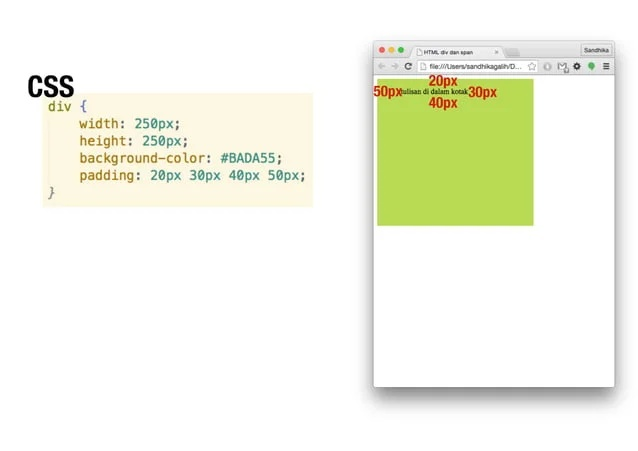 CSS
div {
width: 250px;
height: 250px;
background-color: #BADA55;
padding: 20px 30px 40px 50px;
}
HTML div dan span
Sandhika
file:///Users/sandhikagalih/D...
20px
50px tulisan di dalam kotak 30px
40px